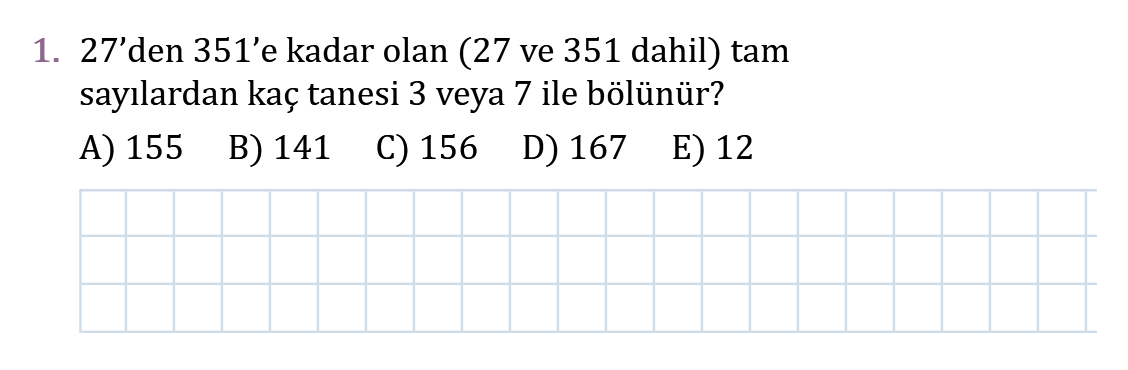 1. 27’den 351’e kadar olan (27 ve 351 dahil) tam
sayılardan kaç tanesi 3 veya 7 ile bölünür?
A) 155 B) 141 C) 156 D) 167 E) 12